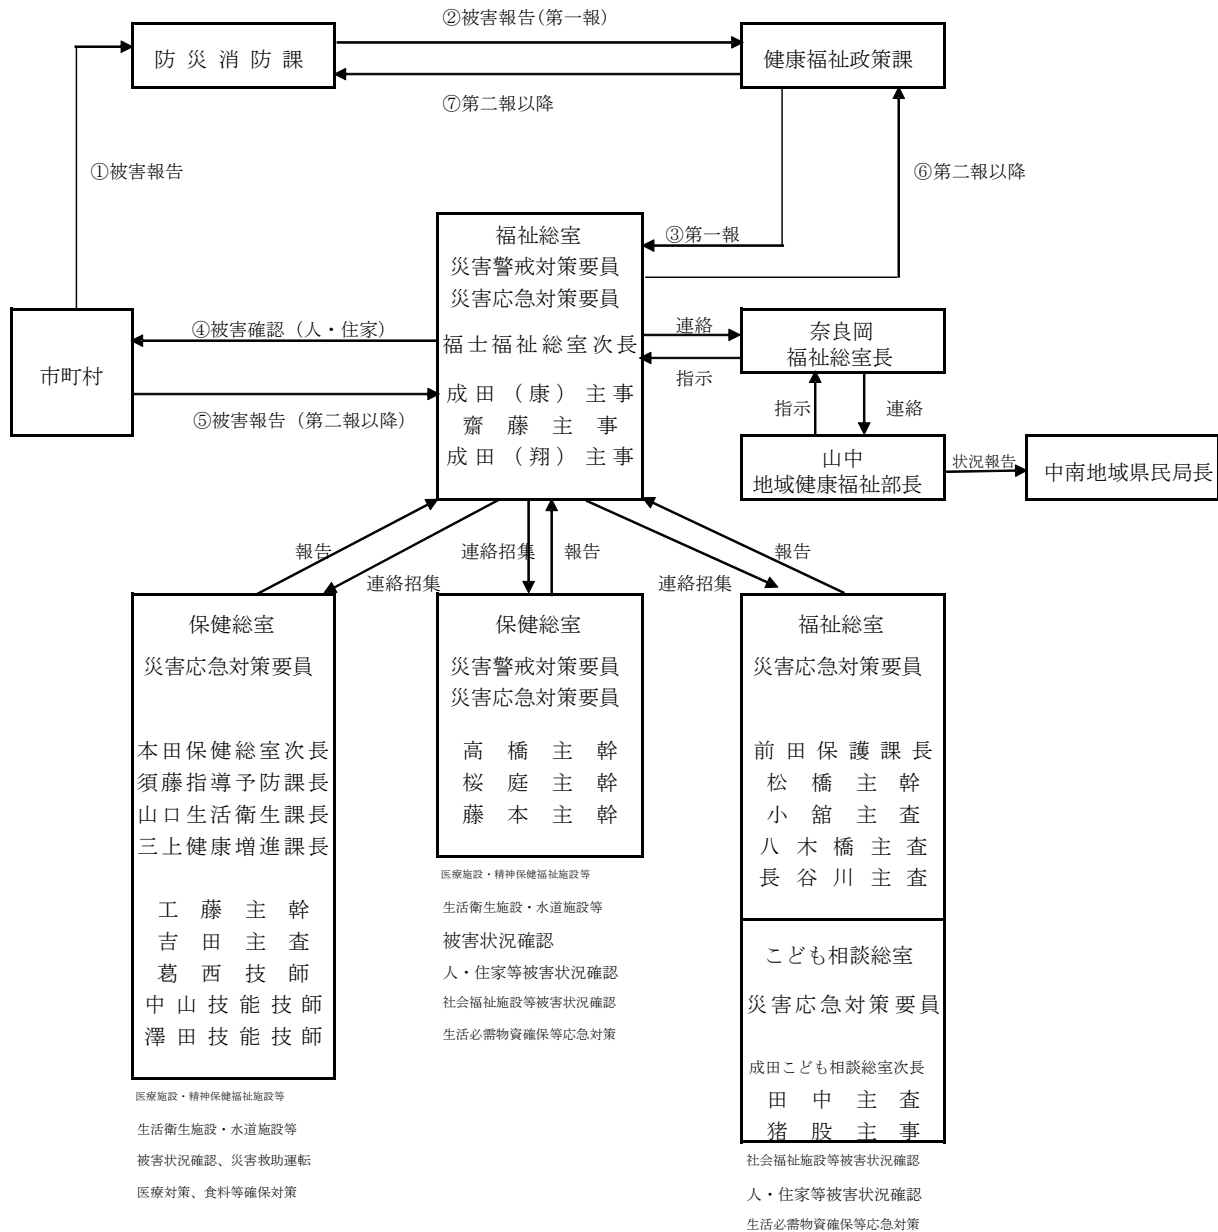 ②被害報告(第一報)
防災消防課
健康福祉政策課
⑦第二報以降
①被害報告
⑥第二報以降
福祉総室
災害警戒対策要員
災害応急対策要員
福士福祉総室次長
成田(康)主事
齋藤主事
成田(翔)主事
③第一報
④被害確認(人・住家)
市町村
⑤被害報告(第二報以降)
連絡
指示
奈良岡
福祉総室長
指示
連絡
山中
地域健康福祉部長
状況報告
中南地域県民局長
報告
連絡招集
連絡招集
報告
連絡招集
報告
保健総室
災害応急対策要員
本田保健総室次長
須藤指導予防課長
山口生活衛生課長
三上健康増進課長
工藤主幹
吉田主査
葛西技師
中山技能技師
澤田技能技師
医療施設・精神保健福祉施設等
生活衛生施設・水道施設等
被害状況確認、災害救助運転
医療対策、食料等確保対策
保健総室
災害警戒対策要員
災害応急対策要員
高橋主幹
桜庭主幹
藤本主幹
医療施設・精神保健福祉施設等
生活衛生施設・水道施設等
被害状況確認
人・住家等被害状況確認
社会福祉施設等被害状況確認
生活必需物資確保等応急対策
福祉総室
災害応急対策要員
前田保護課長
松橋主幹
小舘主査
八木橋主査
長谷川主査
こども相談総室
災害応急対策要員
成田こども相談総室次長
田中主査
猪股主事
社会福祉施設等被害状況確認
人・住家等被害状況確認
生活必需物資確保等応急対策